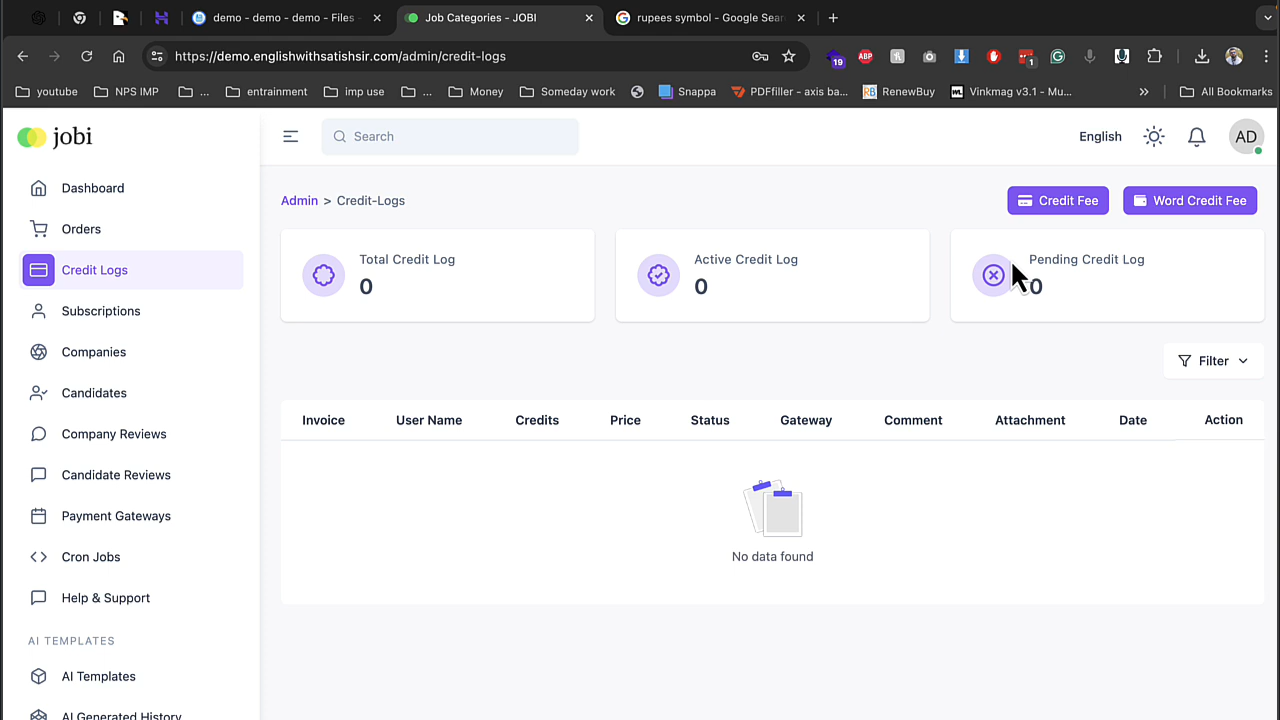 demo - demo - demo - Files -
Job Categories - JOBI
rupees symbol - Google Sear
https://demo.englishwithsatishsir.com/admin/credit-logs
ABP
19
1
youtube
NPS IMP
...
entrainment
imp use
...
Money
Someday work
Snappa
PDFfiller - axis ba...
RB
RenewBuy
Vinkmag v3.1 - Mu...
All Bookmarks
jobi
Search
English
AD
Dashboard
Orders
Credit Logs
Subscriptions
Companies
Candidates
Company Reviews
Candidate Reviews
Payment Gateways
Cron Jobs
Help & Support
AI TEMPLATES
AI Templates
AI Generated History
Admin > Credit-Logs
Credit Fee
Word Credit Fee
Total Credit Log
0
Active Credit Log
0
Pending Credit Log
0
Filter
Invoice User Name Credits Price Status Gateway Comment Attachment Date Action
No data found